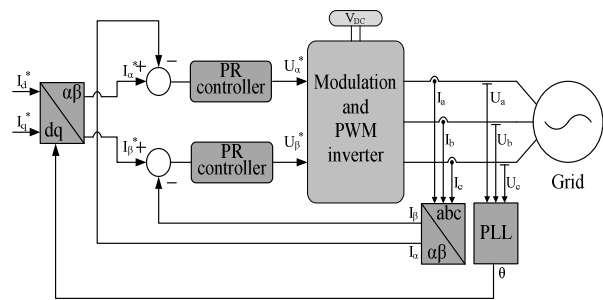 V_DC
I_d*
I_q*
αβ
dq
I_α*
+
−
PR
controller
U_α*
I_β*
+
−
PR
controller
U_β*
Modulation
and
PWM
inverter
I_a
I_b
I_c
U_a
U_b
U_c
Grid
I_β
I_α
abc
αβ
PLL
θ